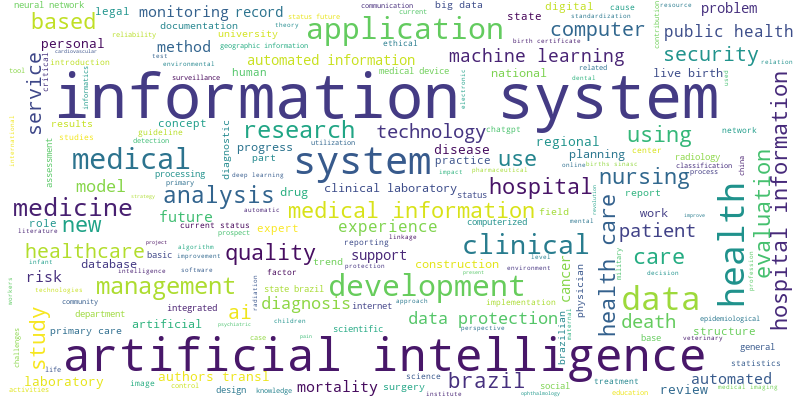 neural network
legal
monitoring record
communication
big data
digital
cause
resource
status future
current
standardization
contribution
based
documentation
theory
application
state
computer
problem
personal
reliability
university
ethical
public health
method
geographic information
birth certificate
introduction
test
automated information
machine learning
security
service
critical
cardiovascular
environmental
related
relation
tool
surveillance
human
medical device
national
dental
live birth
informatics
electronic
used
information system
hospital information
international
results
concept
research
technology
chatgpt
using
network
studies
guideline
utilization
regional
detection
diagnostic
progress
disease
center
assessment
medical
part
system
practice
use
planning
radiology
china
processing
deep learning
impact
online
births sinasc
classification
model
primary
pharmaceutical
nursing
process
analysis
drug
clinical laboratory
status
hospital
report
evaluation
strategy
medicine
automatic
medical information
field
revolution
mental
improve
health
future
expert
computerized
work
role
new
current status
prospect
experience
health care
patient
literature
project
algorithm
reporting
linkage
clinical
profession
healthcare
basic
improvement
quality
support
level
care
infant
database
trend
construction
cancer
military
decision
risk
intelligence
software
factor
protection
environment
physician
workers
technologies
management
state brazil
internet
development
present
data
community
integrated
radiation
diagnosis
approach
implementation
maternal
department
ai
children
data protection
death
epidemiological
study
artificial
psychiatric
scientific
perspective
brazilian
structure
challenges
primary care
case
pain
base
veterinary
artificial intelligence
general
life
science
statistics
laboratory
authors transl
brazil
social
treatment
automated
image
control
mortality
surgery
review
medical imaging
activities
design
knowledge
institute
ophthalmology
education